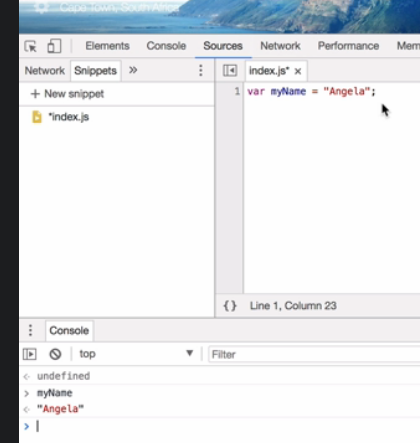 Cape Town, South Africa
Elements Console Sources Network Performance Mem
Network Snippets » index.js* ×
+ New snippet 1 var myName = "Angela";
*index.js
{} Line 1, Column 23
Console
top ▼ Filter
undefined
> myName
"Angela"
>